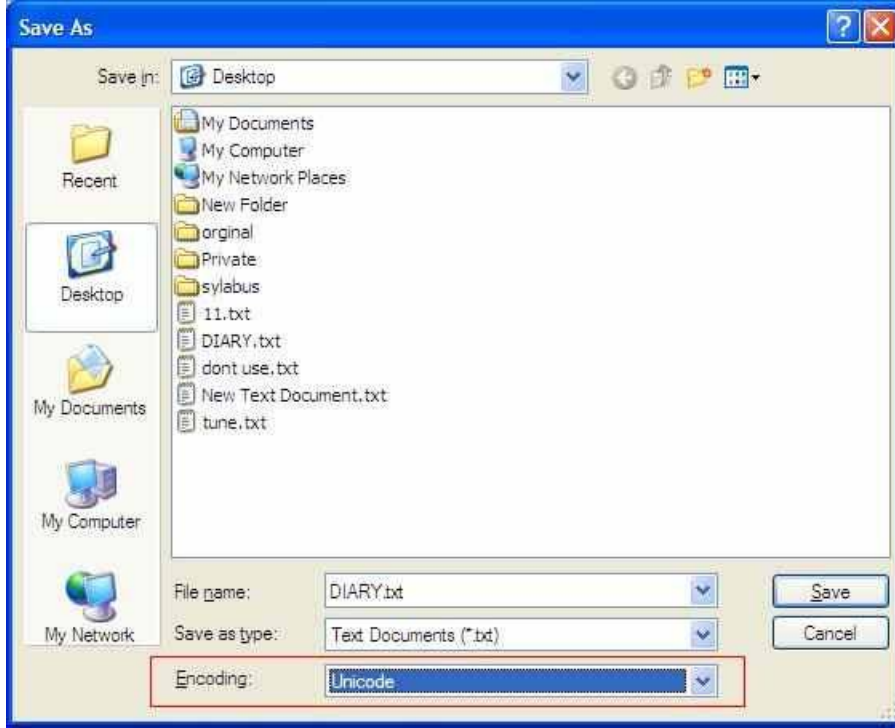 Save As
Save in: Desktop
My Documents
My Computer
My Network Places
New Folder
orginal
Private
sylabus
11.txt
DIARY.txt
dont use.txt
New Text Document.txt
tune.txt
Recent
Desktop
My Documents
My Computer
My Network
File name: DIARY.txt Save
Save as type: Text Documents (*.txt) Cancel
Encoding: Unicode